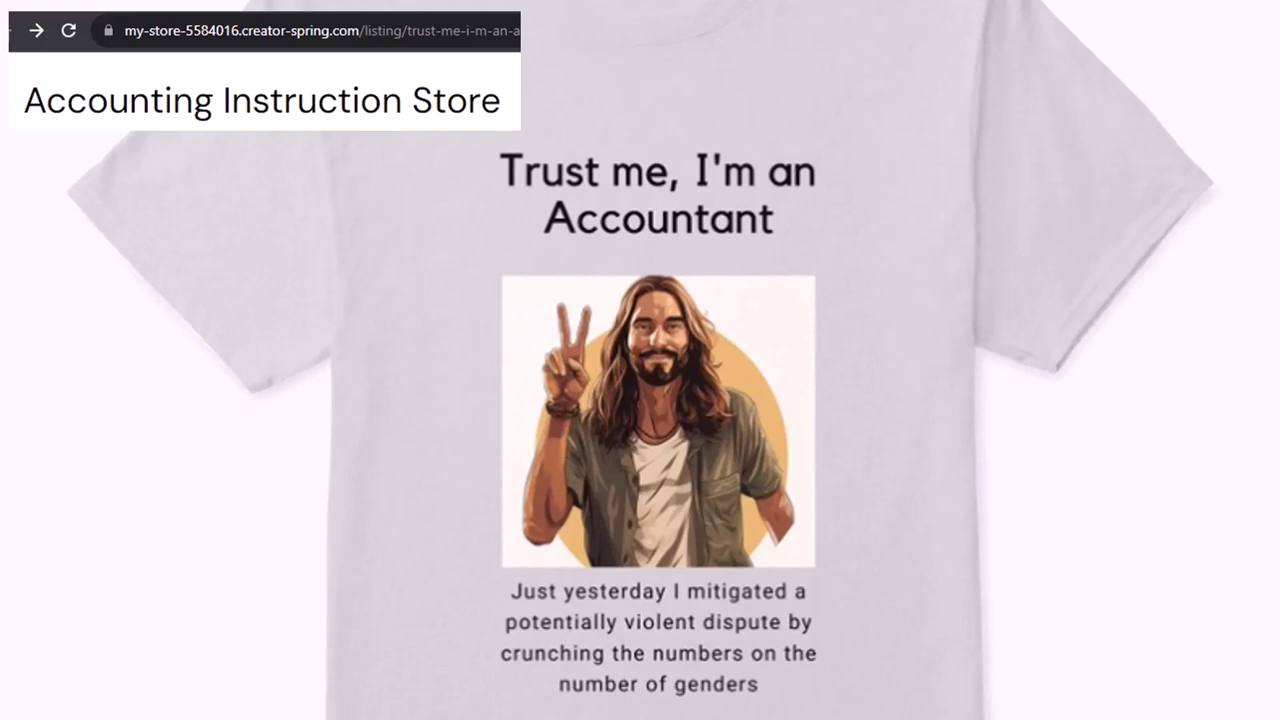 my-store-5584016.creator-spring.com/listing/trust-me-i-m-an-a
Accounting Instruction Store
Trust me, I'm an
Accountant
Just yesterday I mitigated a
potentially violent dispute by
crunching the numbers on the
number of genders